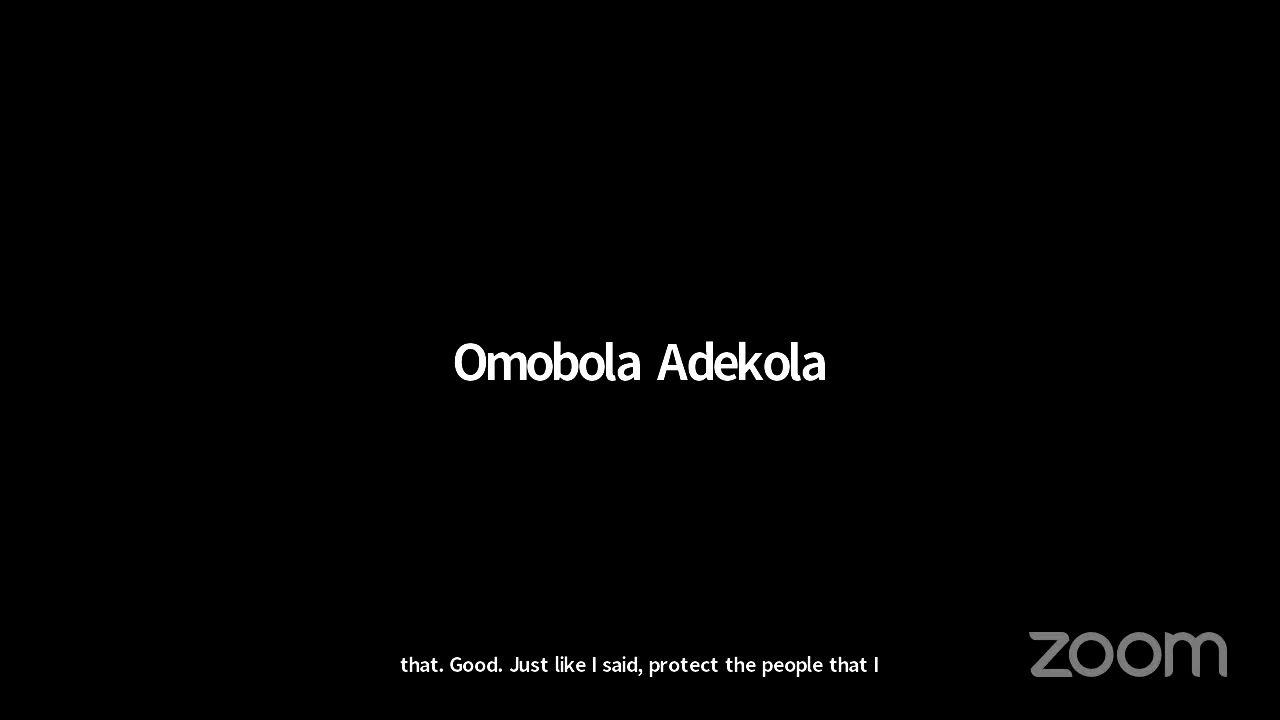 Omobola Adekola
that. Good. Just like I said, protect the people that I
zoom